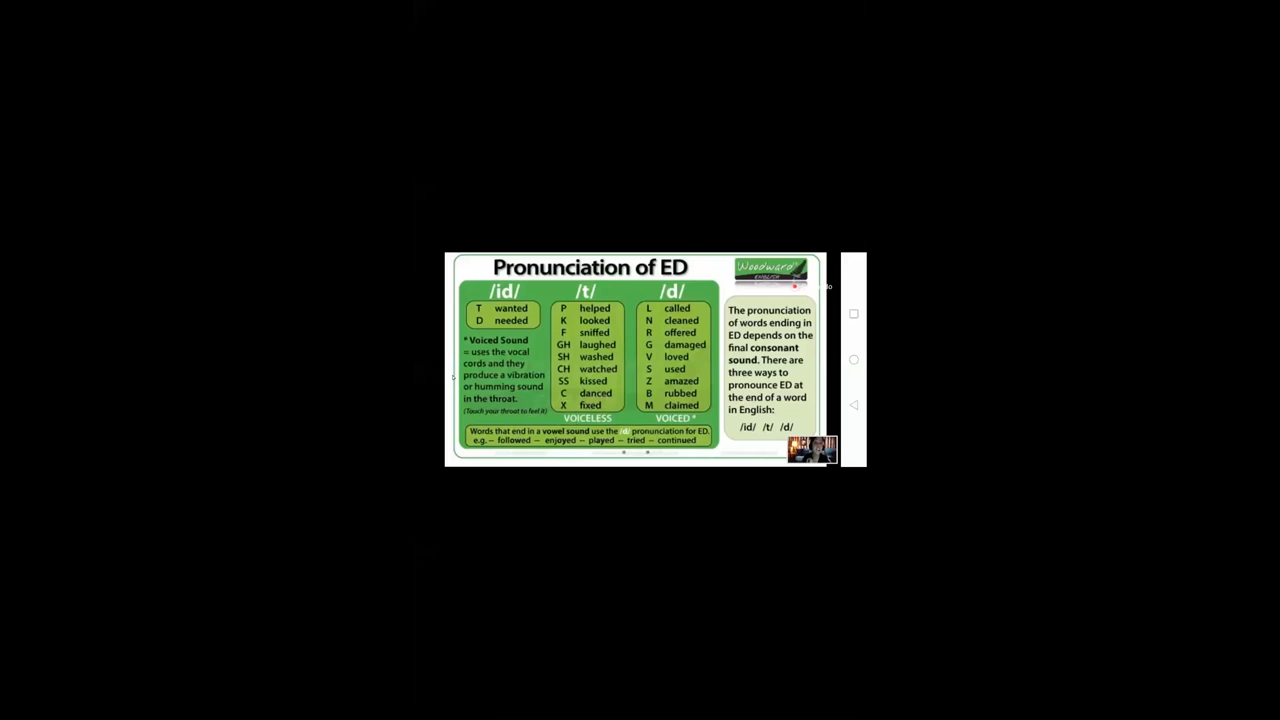 Pronunciation of ED
Woodward
ENGLISH
/id/
T wanted
D needed
* Voiced Sound
= uses the vocal
cords and they
produce a vibration
or humming sound
in the throat.
(Touch your throat to feel it)
/t/
P helped
K looked
F sniffed
GH laughed
SH washed
CH watched
SS kissed
C danced
X fixed
VOICELESS
/d/
L called
N cleaned
R offered
G damaged
V loved
S used
Z amazed
B rubbed
M claimed
VOICED *
Words that end in a vowel sound use the /d/ pronunciation for ED.
e.g. – followed – enjoyed – played – tried – continued
The pronunciation
of words ending in
ED depends on the
final consonant
sound. There are
three ways to
pronounce ED at
the end of a word
in English:
/id/ /t/ /d/